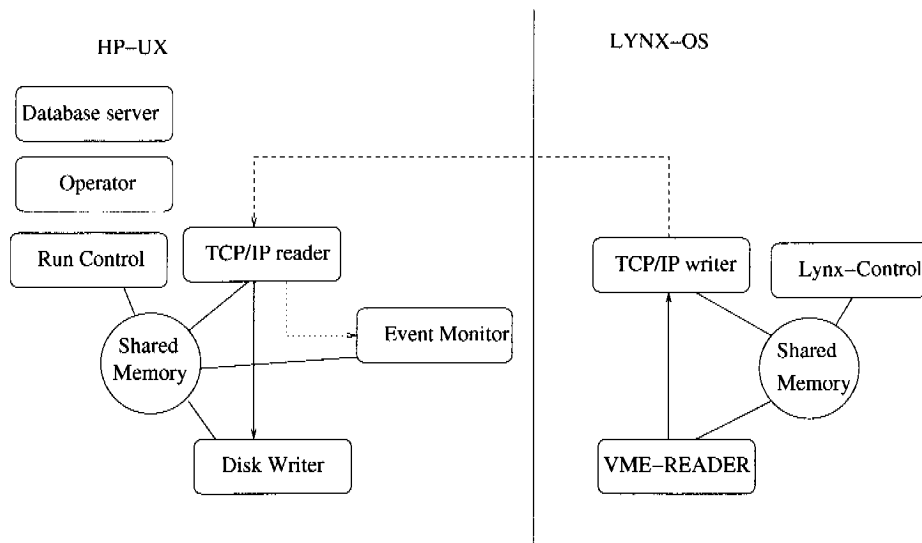 HP–UX
LYNX–OS
Database server
Operator
Run Control
TCP/IP reader
TCP/IP writer
Lynx–Control
Shared
Memory
Event Monitor
Shared
Memory
Disk Writer
VME–READER